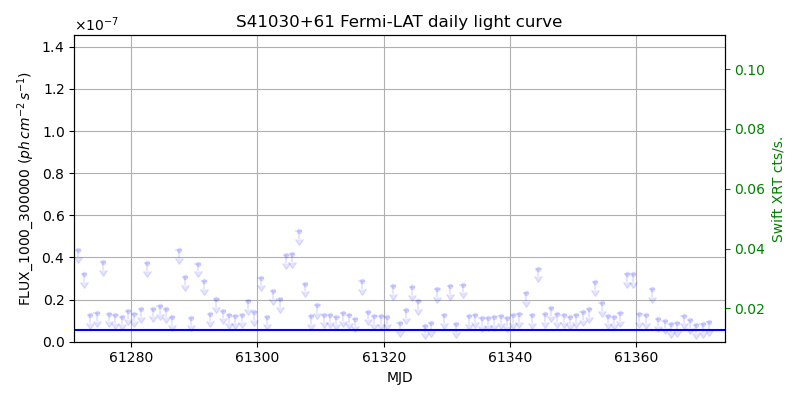 S41030+61 Fermi-LAT daily light curve
×10⁻⁷
1.4
1.2
1.0
0.8
0.6
0.4
0.2
0.0
FLUX_1000_300000 (ph cm⁻² s⁻¹)
0.10
0.08
0.06
0.04
0.02
Swift XRT cts/s.
61280 61300 61320 61340 61360
MJD